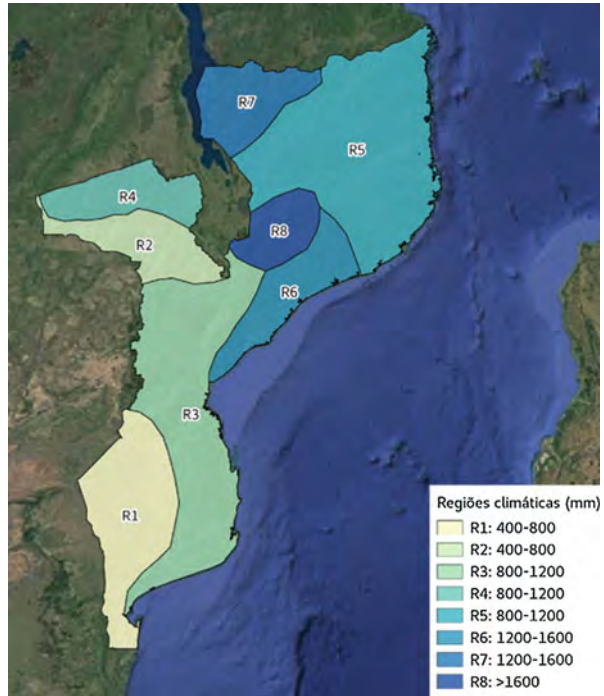 R7
R5
R4
R8
R2
R6
R3
R1
Regiões climáticas (mm)
R1: 400-800
R2: 400-800
R3: 800-1200
R4: 800-1200
R5: 800-1200
R6: 1200-1600
R7: 1200-1600
R8: >1600